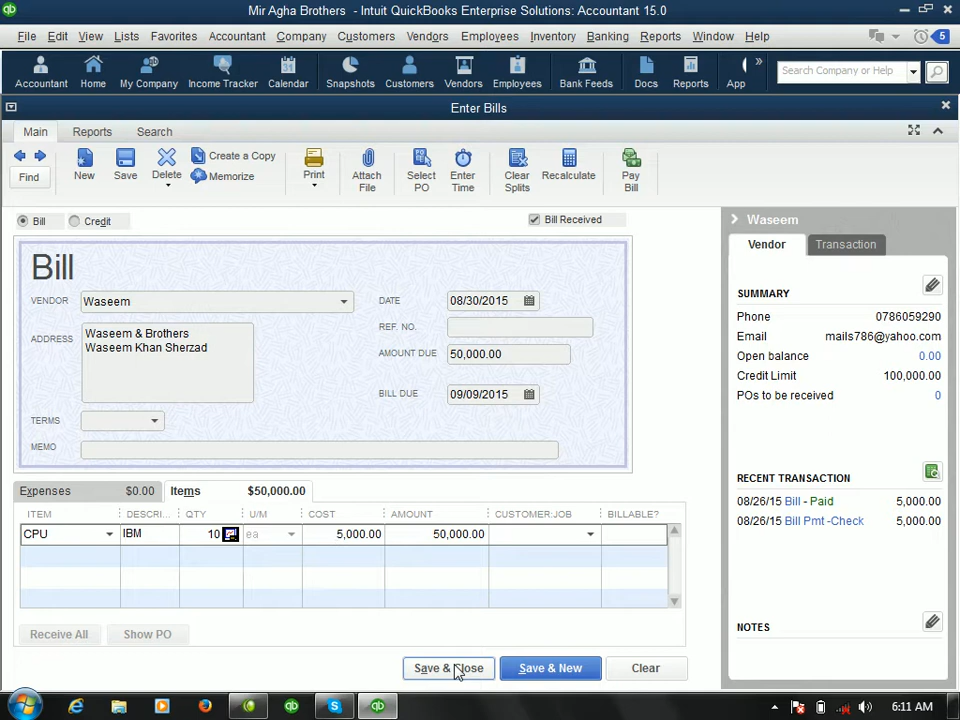 Mir Agha Brothers - Intuit QuickBooks Enterprise Solutions: Accountant 15.0
File Edit View Lists Favorites Accountant Company Customers Vendors Employees Inventory Banking Reports Window Help 5
Accountant Home My Company Income Tracker Calendar Snapshots Customers Vendors Employees Bank Feeds Docs Reports App » Search Company or Help
Enter Bills
Main Reports Search
Find New Save Delete Create a Copy
Memorize Print Attach
File Select
PO Enter
Time Clear
Splits Recalculate Pay
Bill
Bill Credit Bill Received
Bill
VENDOR Waseem DATE 08/30/2015
ADDRESS Waseem & Brothers
Waseem Khan Sherzad
REF. NO.
AMOUNT DUE 50,000.00
BILL DUE 09/09/2015
TERMS
MEMO
Expenses $0.00 Items $50,000.00
ITEM DESCRI... QTY U/M COST AMOUNT CUSTOMER:JOB BILLABLE?
CPU IBM 10 ea 5,000.00 50,000.00
Receive All Show PO
Save & Close Save & New Clear
Waseem
Vendor Transaction
SUMMARY
Phone 0786059290
Email mails786@yahoo.com
Open balance 0.00
Credit Limit 100,000.00
POs to be received 0
RECENT TRANSACTION
08/26/15 Bill - Paid 5,000.00
08/26/15 Bill Pmt -Check 5,000.00
NOTES
6:11 AM